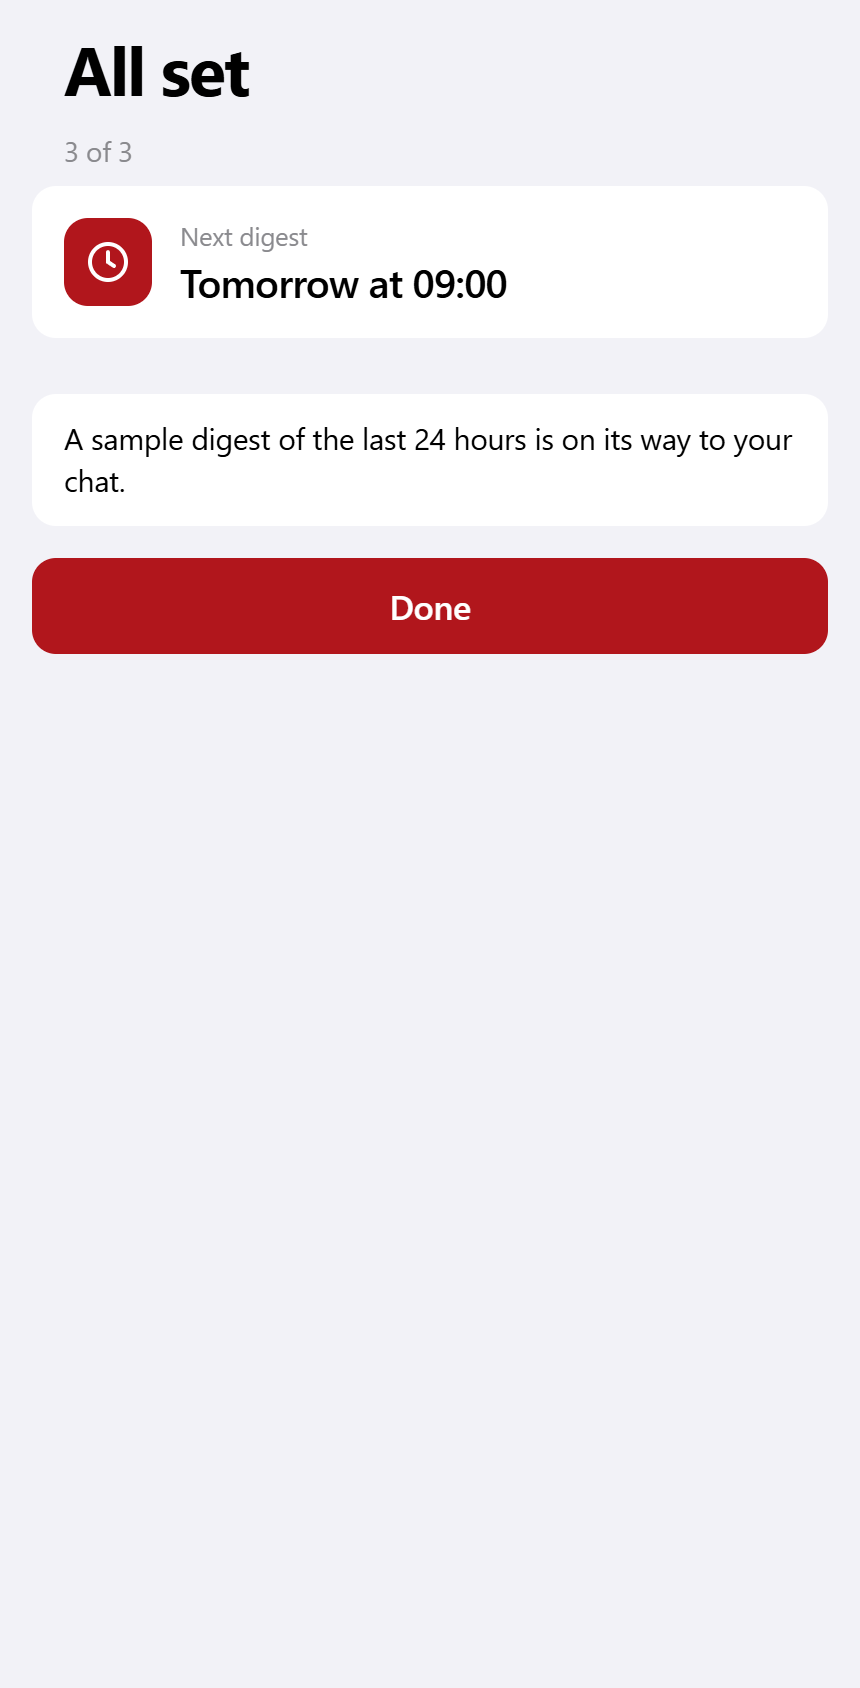 All set
3 of 3
Next digest
Tomorrow at 09:00
A sample digest of the last 24 hours is on its way to your
chat.
Done